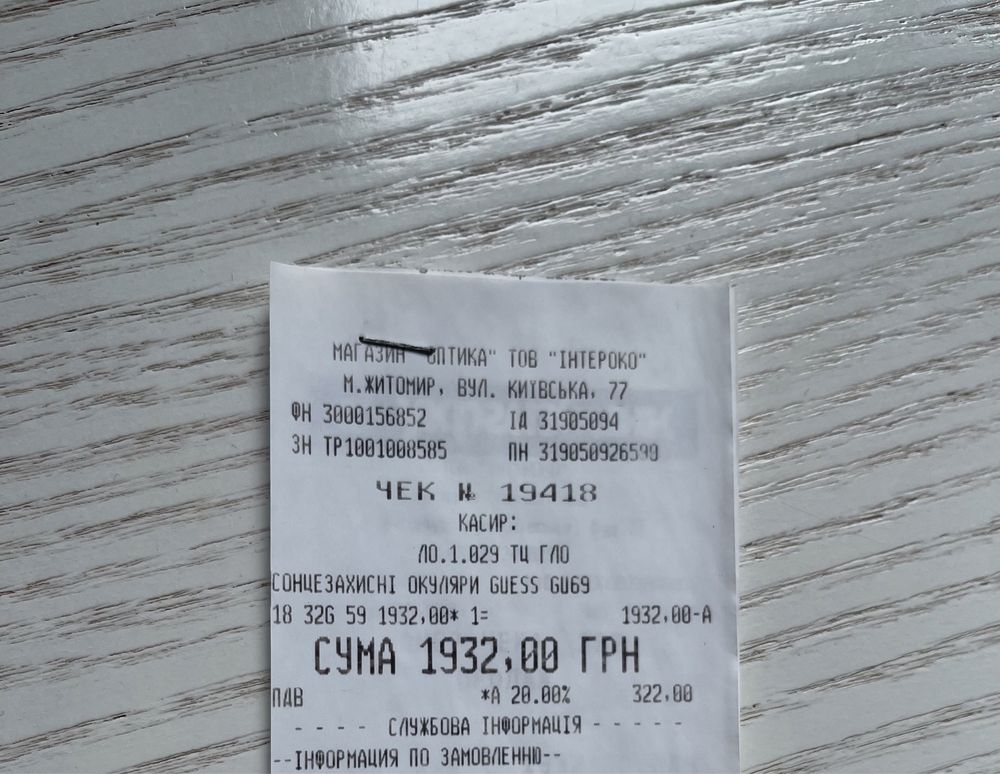 МАГАЗИН "ОПТИКА" ТОВ "ІНТЕРОКО"
М.ЖИТОМИР, ВУЛ. КИЇВСЬКА, 77
ФН 3000156852 ІД 31905094
ЗН ТР1001008585 ПН 319050926590
ЧЕК № 19418
КАСИР:
ЛО.1.029 ТЦ ГЛО
СОНЦЕЗАХИСНІ ОКУЛЯРИ GUESS GU69
18 32G 59 1932,00* 1= 1932,00-А
СУМА 1932,00 ГРН
ПДВ *А 20.00% 322,00
- - - - СЛУЖБОВА ІНФОРМАЦІЯ - - - - -
--ІНФОРМАЦИЯ ПО ЗАМОВЛЕННЮ--